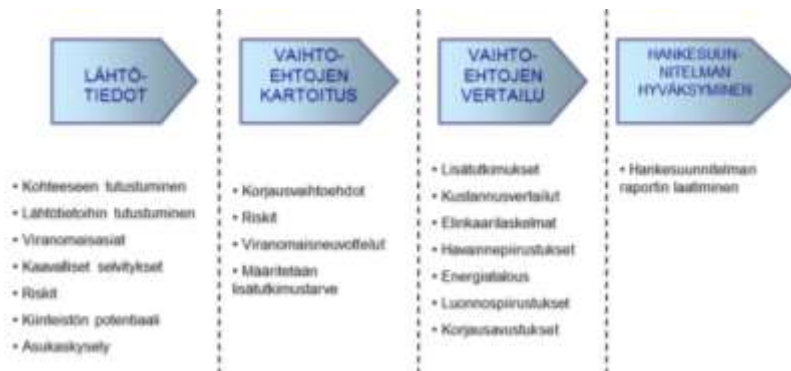 LÄHTÖ-
TIEDOT
• Kohteeseen tutustuminen
• Lähtötietoihin tutustuminen
• Viranomaisasiat
• Kaavalliset selvitykset
• Riskit
• Kiinteistön potentiaali
• Asukaskysely
VAIHTO-
EHTOJEN
KARTOITUS
• Korjausvaihtoehdot
• Riskit
• Viranomaisneuvottelut
• Määritetään
lisätutkimustarve
VAIHTO-
EHTOJEN
VERTAILU
• Lisätutkimukset
• Kustannusvertailut
• Elinkaarilaskelmat
• Havainnepiirustukset
• Energiatalous
• Luonnospiirustukset
• Korjausavustukset
HANKESUUN-
NITELMAN
HYVÄKSYMINEN
• Hankesuunnitelman
raportin laatiminen